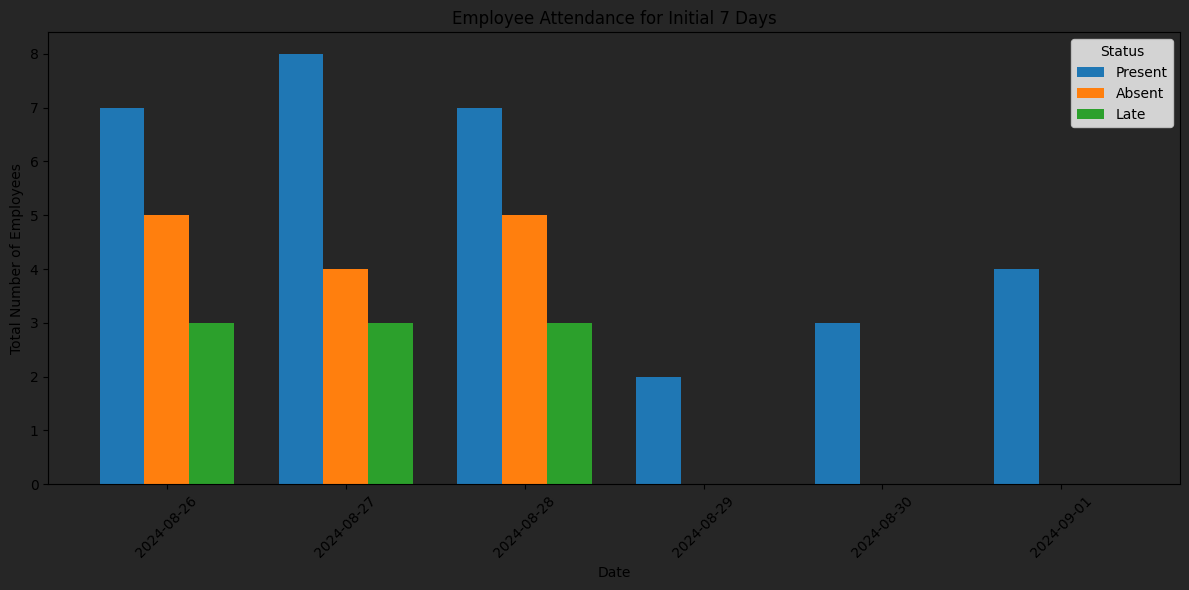 Employee Attendance for Initial 7 Days
Status
Present
Absent
Late
Total Number of Employees
8
7
6
5
4
3
2
1
0
2024-08-26
2024-08-27
2024-08-28
2024-08-29
2024-08-30
2024-09-01
Date